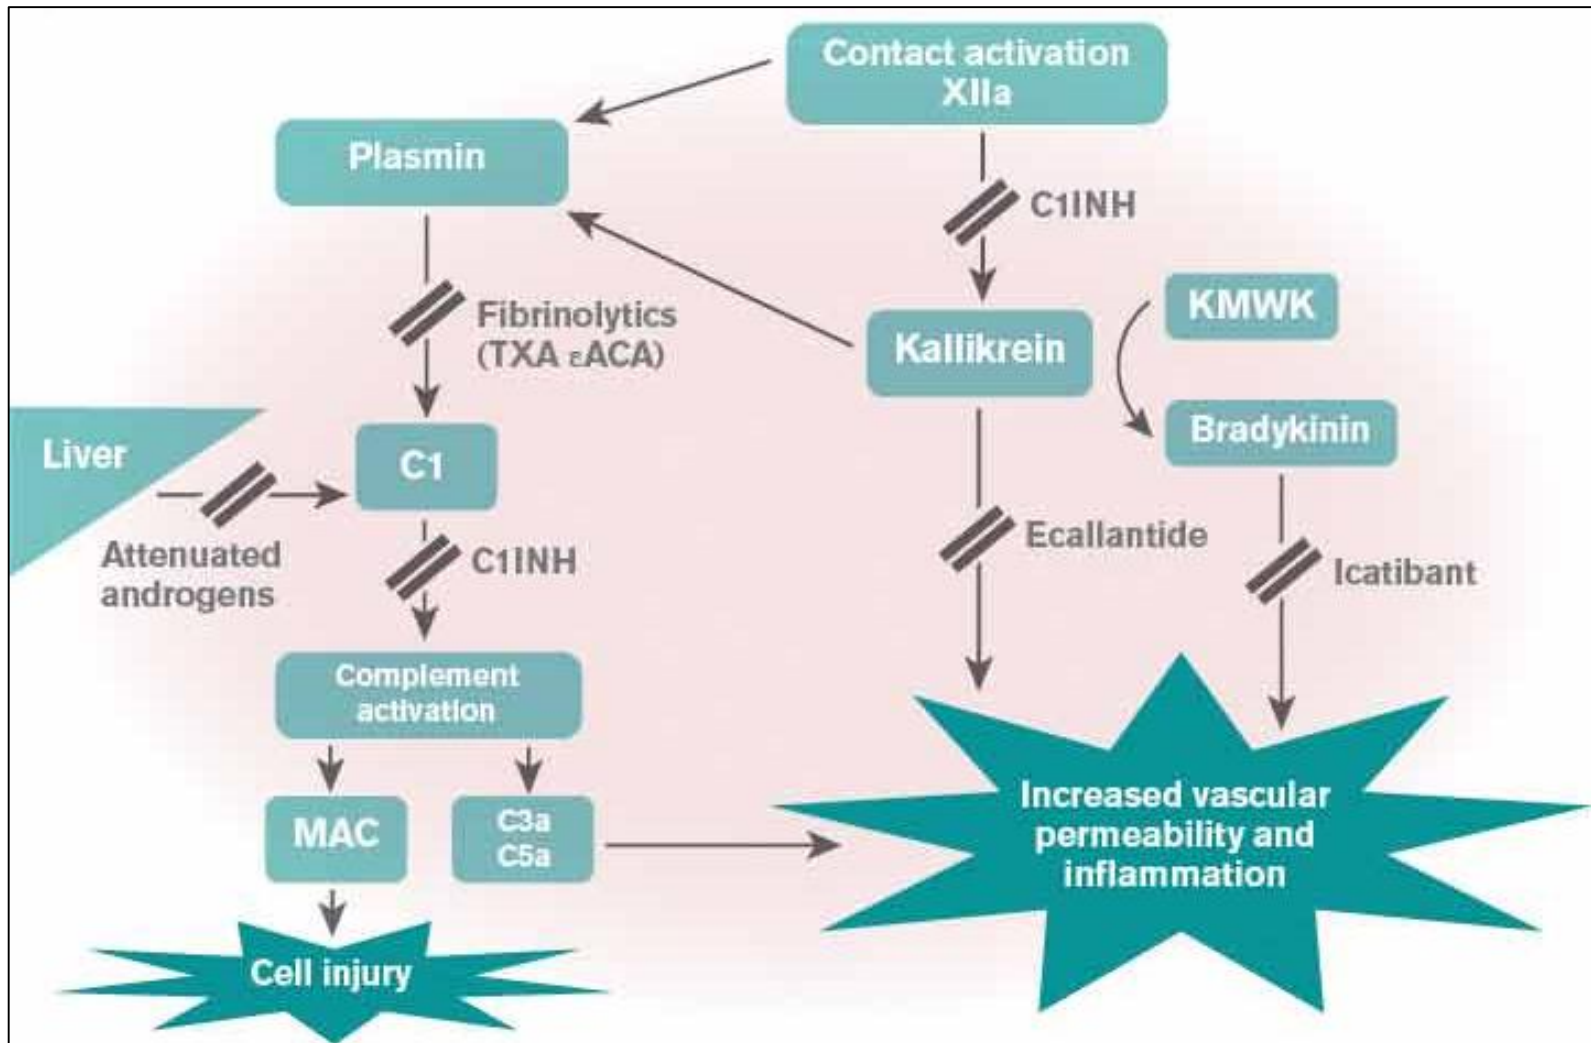 Contact activation
XIIa
Plasmin
C1INH
Fibrinolytics
(TXA εACA)
KMWK
Kallikrein
Bradykinin
Liver
C1
Attenuated
androgens
C1INH
Ecallantide
Icatibant
Complement
activation
MAC
C3a
C5a
Increased vascular
permeability and
inflammation
Cell injury